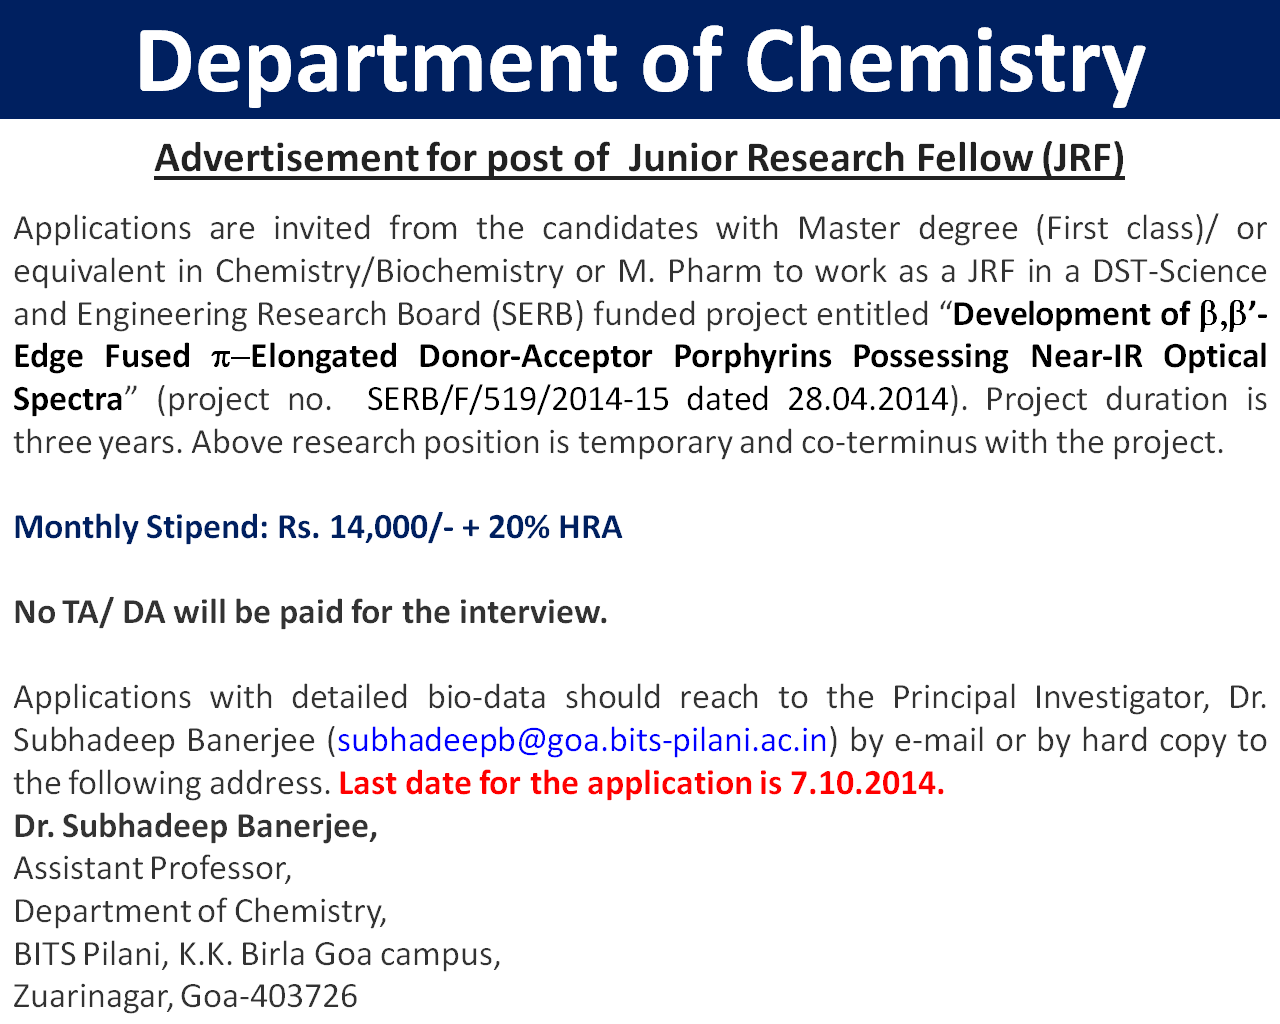 Department of Chemistry
Advertisement for post of Junior Research Fellow (JRF)
Applications are invited from the candidates with Master degree (First class)/ or
equivalent in Chemistry/Biochemistry or M. Pharm to work as a JRF in a DST-Science
and Engineering Research Board (SERB) funded project entitled “Development of β,β’-
Edge Fused π–Elongated Donor-Acceptor Porphyrins Possessing Near-IR Optical
Spectra” (project no. SERB/F/519/2014-15 dated 28.04.2014). Project duration is
three years. Above research position is temporary and co-terminus with the project.
Monthly Stipend: Rs. 14,000/- + 20% HRA
No TA/ DA will be paid for the interview.
Applications with detailed bio-data should reach to the Principal Investigator, Dr.
Subhadeep Banerjee (subhadeepb@goa.bits-pilani.ac.in) by e-mail or by hard copy to
the following address. Last date for the application is 7.10.2014.
Dr. Subhadeep Banerjee,
Assistant Professor,
Department of Chemistry,
BITS Pilani, K.K. Birla Goa campus,
Zuarinagar, Goa-403726